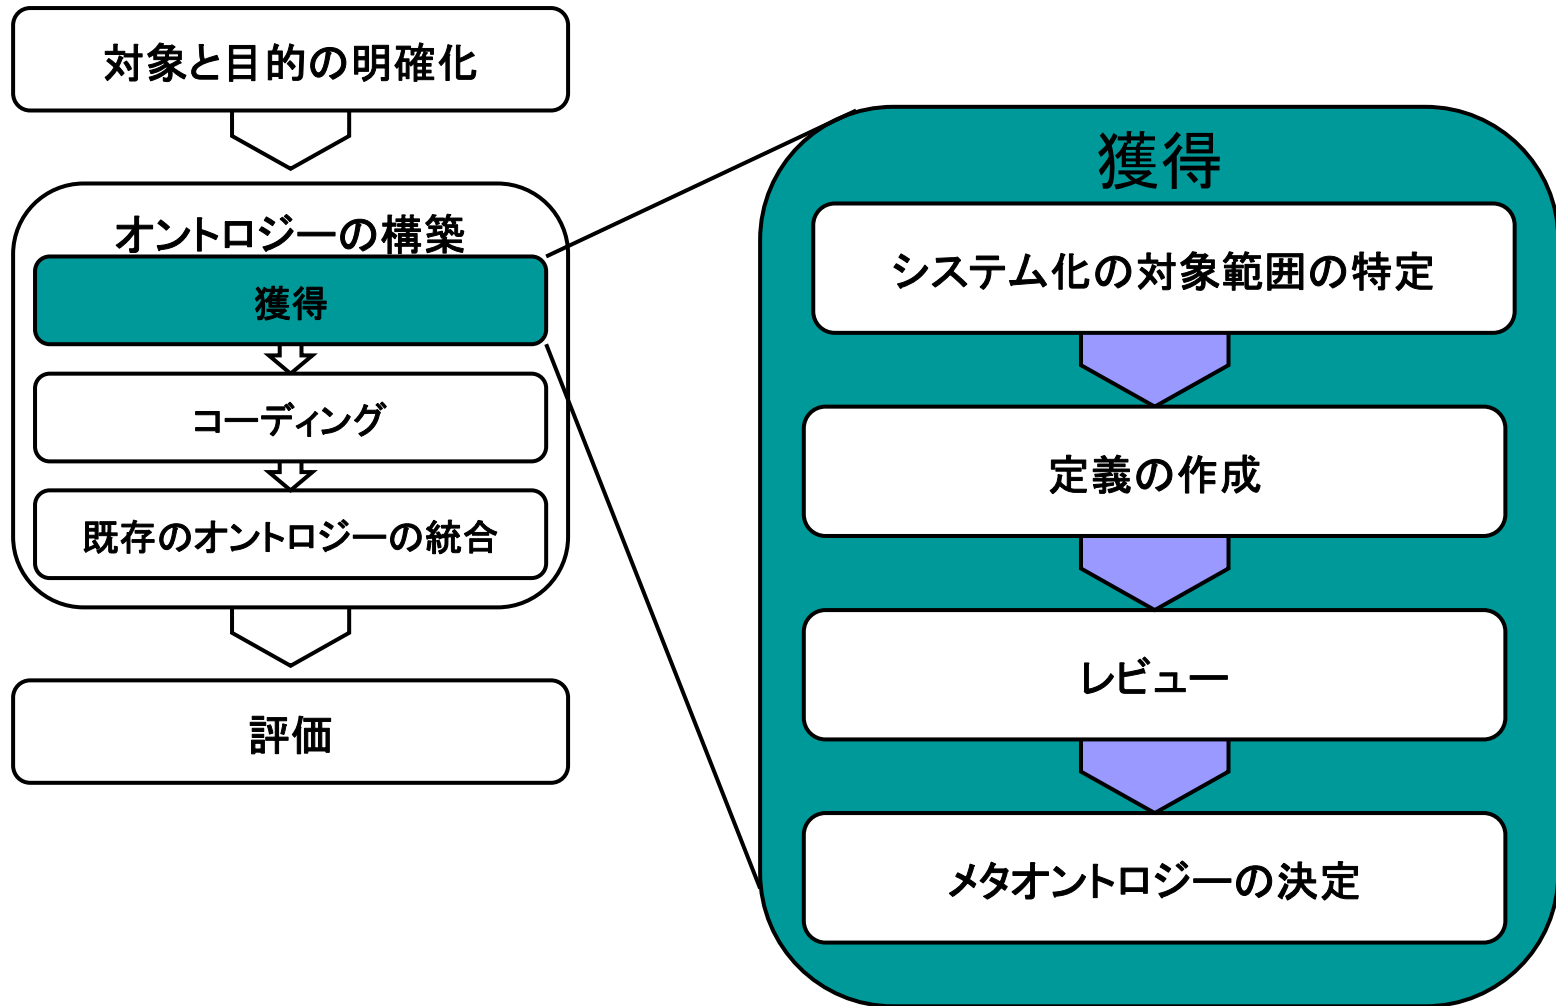 対象と目的の明確化
オントロジーの構築
獲得
コーディング
既存のオントロジーの統合
評価
獲得
システム化の対象範囲の特定
定義の作成
レビュー
メタオントロジーの決定